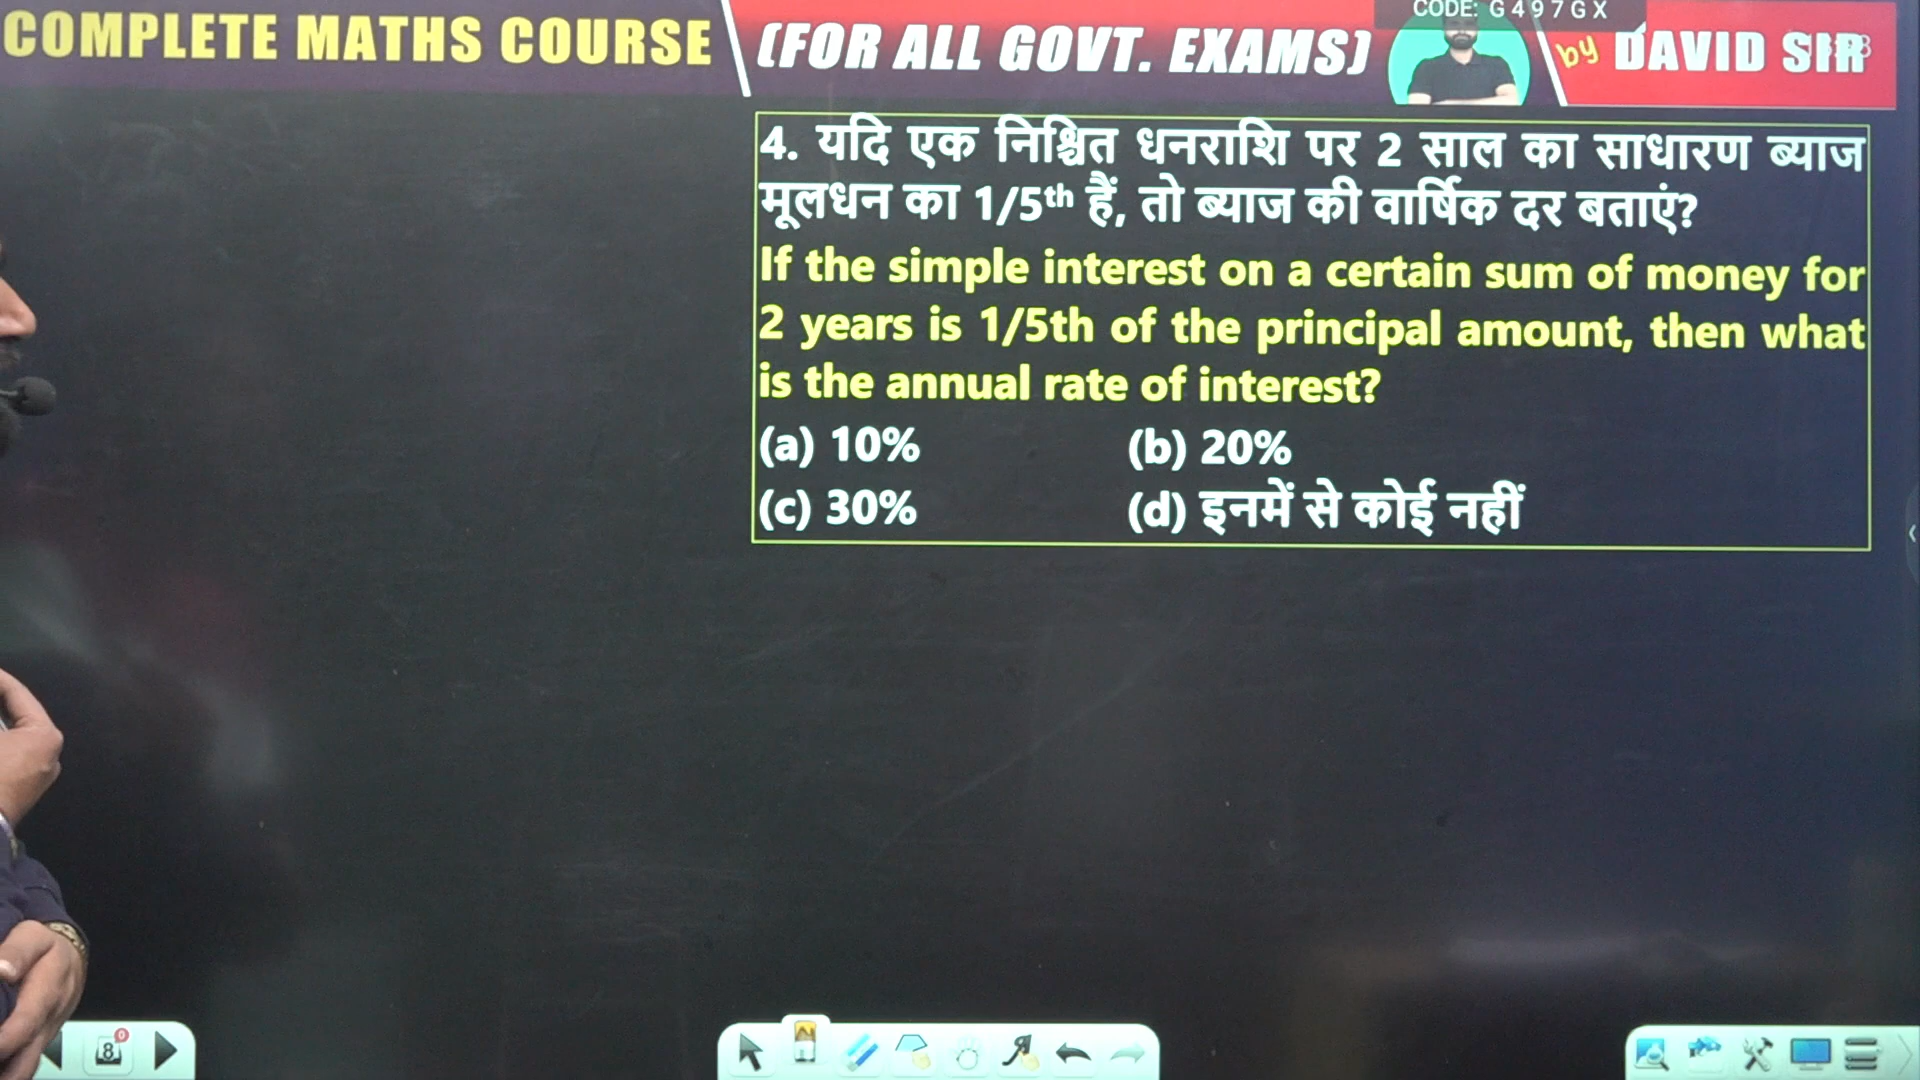 CODE: G497GX
COMPLETE MATHS COURSE (FOR ALL GOVT. EXAMS) by DAVID SIR
4. यदि एक निश्चित धनराशि पर 2 साल का साधारण ब्याज
मूलधन का 1/5th हैं, तो ब्याज की वार्षिक दर बताएं?
If the simple interest on a certain sum of money for
2 years is 1/5th of the principal amount, then what
is the annual rate of interest?
(a) 10% (b) 20%
(c) 30% (d) इनमें से कोई नहीं
8